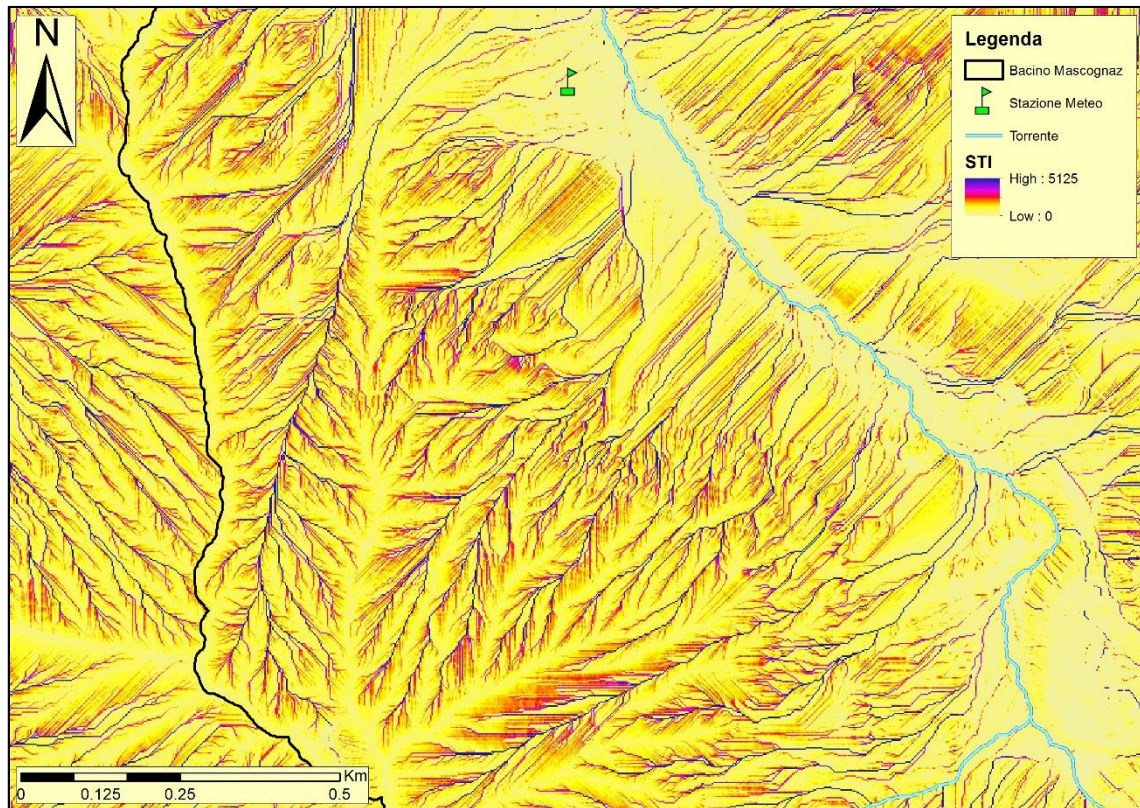 N
Legenda
Bacino Mascognaz
Stazione Meteo
Torrente
STI
High : 5125
Low : 0
Km
0 0.125 0.25 0.5